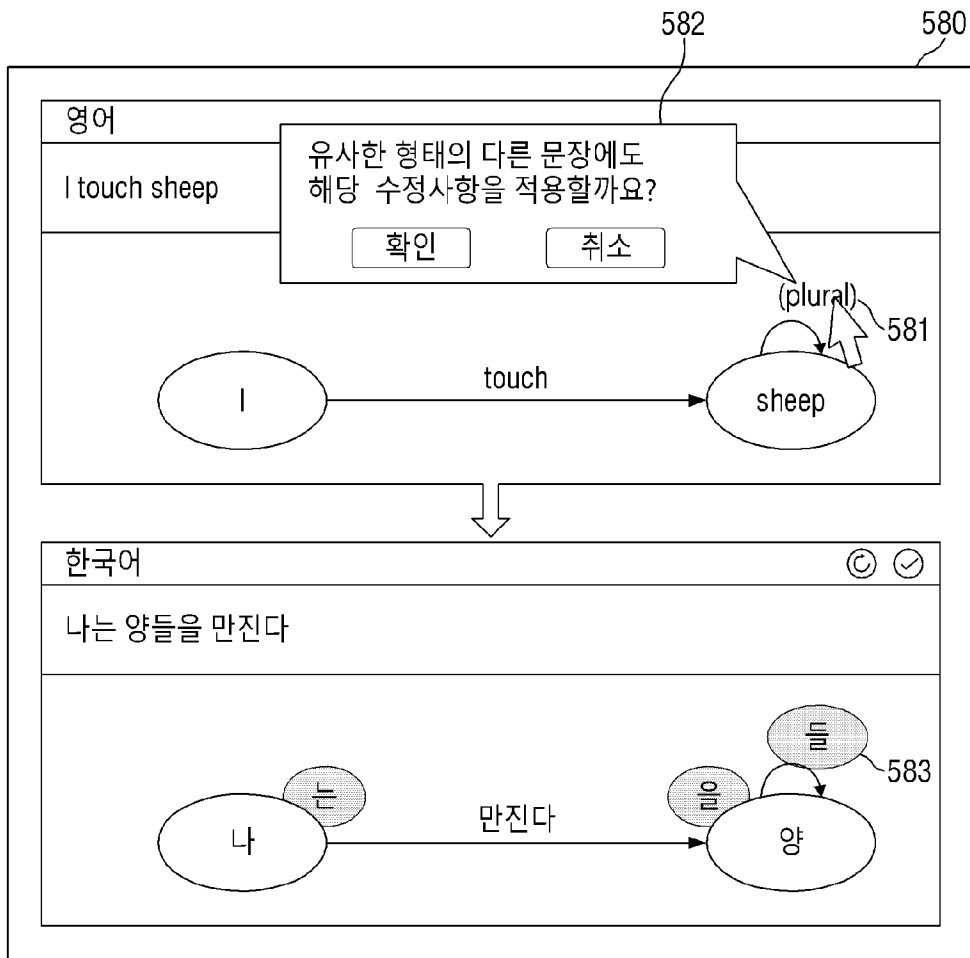 582
580
영어
I touch sheep
유사한 형태의 다른 문장에도
해당 수정사항을 적용할까요?
확인
취소
(plural)
581
I
touch
sheep
한국어
나는 양들을 만진다
들
583
는
을
나
만진다
양